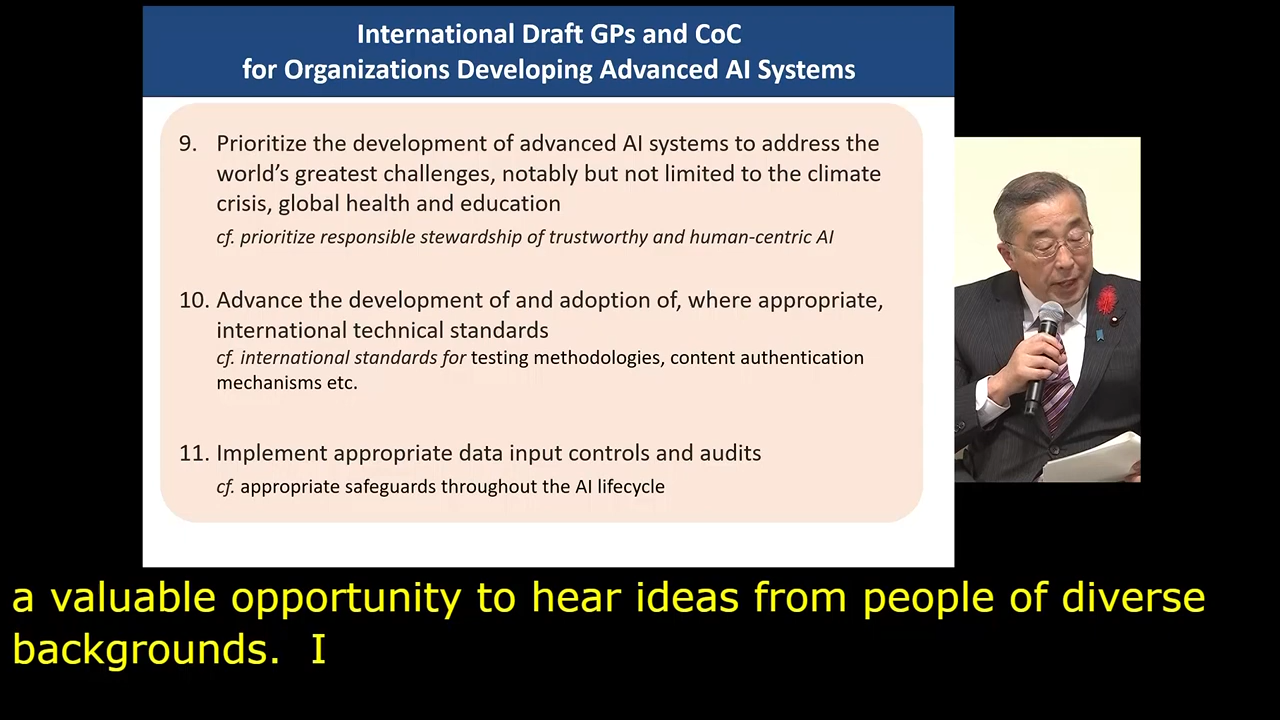 International Draft GPs and CoC
for Organizations Developing Advanced AI Systems
9. Prioritize the development of advanced AI systems to address the
world’s greatest challenges, notably but not limited to the climate
crisis, global health and education
cf. prioritize responsible stewardship of trustworthy and human-centric AI
10. Advance the development of and adoption of, where appropriate,
international technical standards
cf. international standards for testing methodologies, content authentication
mechanisms etc.
11. Implement appropriate data input controls and audits
cf. appropriate safeguards throughout the AI lifecycle
a valuable opportunity to hear ideas from people of diverse
backgrounds.  I